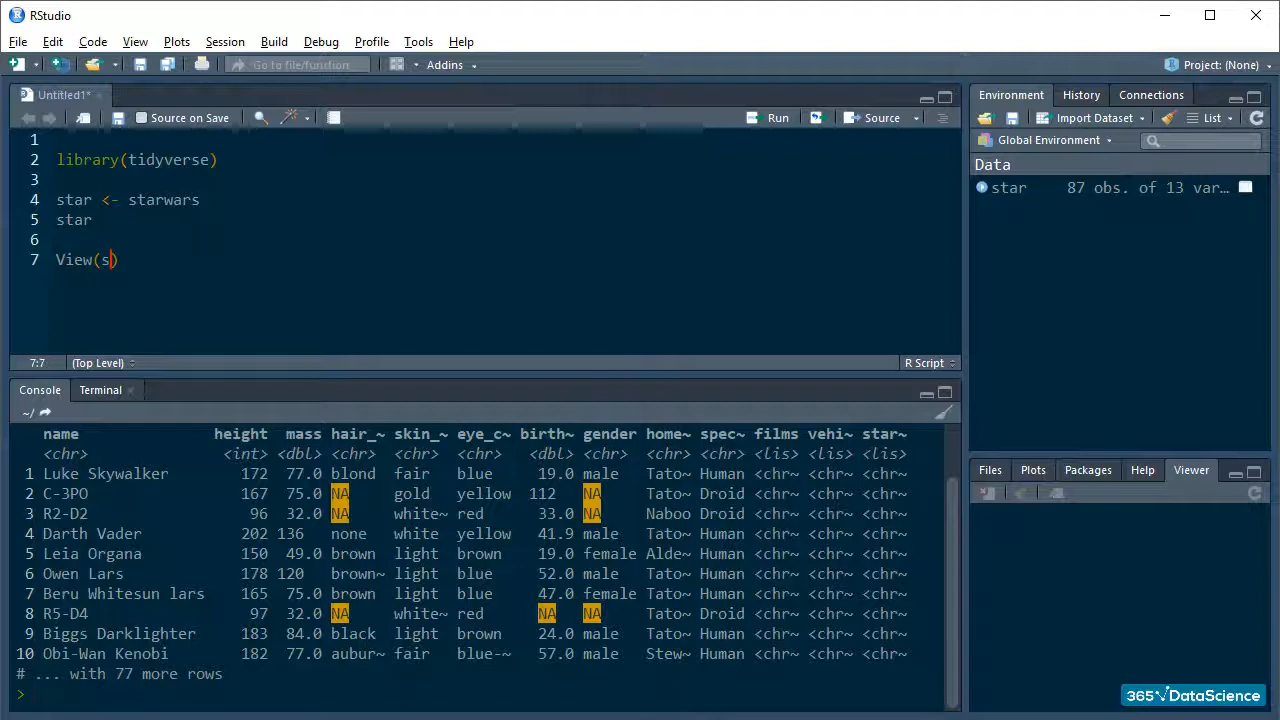 RStudio
File Edit Code View Plots Session Build Debug Profile Tools Help
Go to file/function Addins Project: (None)
Untitled1*
Source on Save Run Source
1
2 library(tidyverse)
3
4 star <- starwars
5 star
6
7 View(s)
7:7 (Top Level) R Script
Console Terminal
~/
name height mass hair_~ skin_~ eye_c~ birth~ gender home~ spec~ films vehi~ star~
<chr> <int> <dbl> <chr> <chr> <chr> <dbl> <chr> <chr> <chr> <lis> <lis> <lis>
1 Luke Skywalker 172 77.0 blond fair blue 19.0 male Tato~ Human <chr~ <chr~ <chr~
2 C-3PO 167 75.0 NA gold yellow 112 NA Tato~ Droid <chr~ <chr~ <chr~
3 R2-D2 96 32.0 NA white~ red 33.0 NA Naboo Droid <chr~ <chr~ <chr~
4 Darth Vader 202 136 none white yellow 41.9 male Tato~ Human <chr~ <chr~ <chr~
5 Leia Organa 150 49.0 brown light brown 19.0 female Alde~ Human <chr~ <chr~ <chr~
6 Owen Lars 178 120 brown~ light blue 52.0 male Tato~ Human <chr~ <chr~ <chr~
7 Beru Whitesun lars 165 75.0 brown light blue 47.0 female Tato~ Human <chr~ <chr~ <chr~
8 R5-D4 97 32.0 NA white~ red NA NA Tato~ Droid <chr~ <chr~ <chr~
9 Biggs Darklighter 183 84.0 black light brown 24.0 male Tato~ Human <chr~ <chr~ <chr~
10 Obi-Wan Kenobi 182 77.0 aubur~ fair blue-~ 57.0 male Stew~ Human <chr~ <chr~ <chr~
# ... with 77 more rows
>
Environment History Connections
Import Dataset List
Global Environment
Data
star 87 obs. of 13 var…
Files Plots Packages Help Viewer
365 DataScience